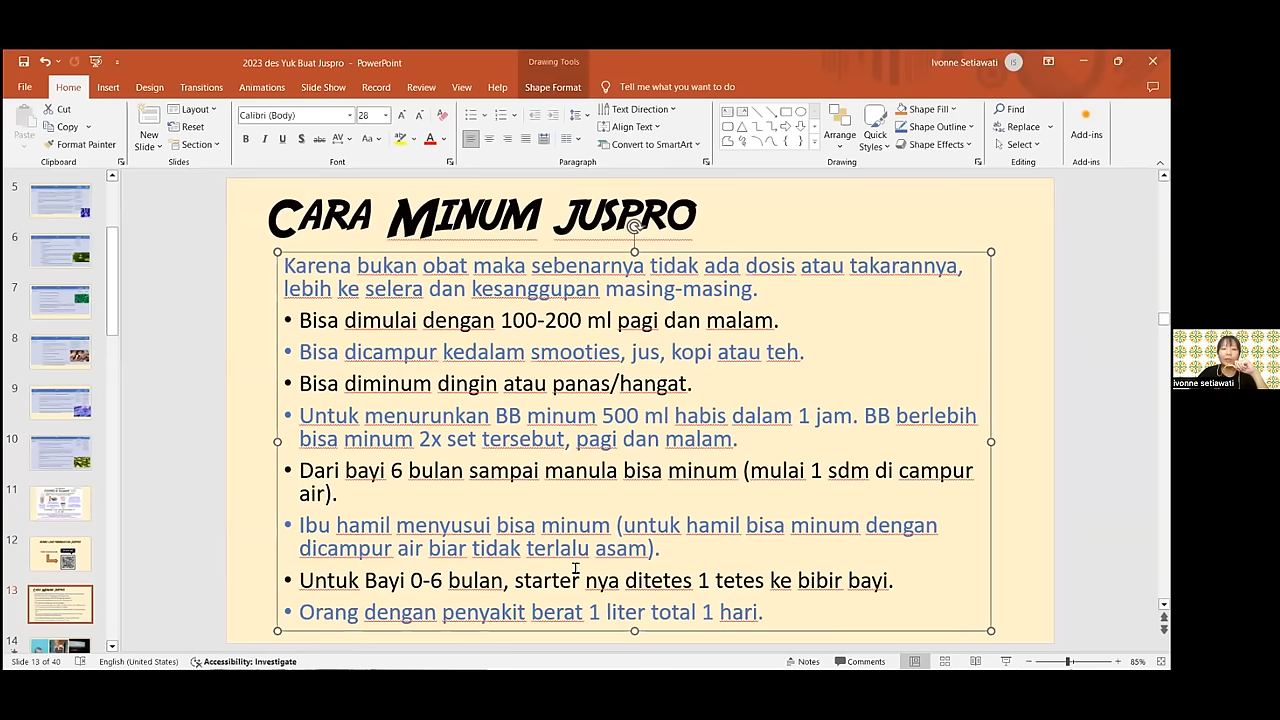 2023 des Yuk Buat Juspro - PowerPoint
Drawing Tools
Ivonne Setiawati
IS
File Home Insert Design Transitions Animations Slide Show Record Review View Help Shape Format Tell me what you want to do
Cut
Copy
Format Painter
Paste
Clipboard
New Slide
Layout
Reset
Section
Slides
Calibri (Body) 28
Font
Text Direction
Align Text
Convert to SmartArt
Paragraph
Arrange
Quick Styles
Shape Fill
Shape Outline
Shape Effects
Drawing
Find
Replace
Select
Editing
Add-ins
Add-ins
5
6
7
8
9
10
11
12
13
14
CARA MINUM JUSPRO
Karena bukan obat maka sebenarnya tidak ada dosis atau takarannya,
lebih ke selera dan kesanggupan masing-masing.
• Bisa dimulai dengan 100-200 ml pagi dan malam.
• Bisa dicampur kedalam smooties, jus, kopi atau teh.
• Bisa diminum dingin atau panas/hangat.
• Untuk menurunkan BB minum 500 ml habis dalam 1 jam. BB berlebih
bisa minum 2x set tersebut, pagi dan malam.
• Dari bayi 6 bulan sampai manula bisa minum (mulai 1 sdm di campur
air).
• Ibu hamil menyusui bisa minum (untuk hamil bisa minum dengan
dicampur air biar tidak terlalu asam).
• Untuk Bayi 0-6 bulan, starter nya ditetes 1 tetes ke bibir bayi.
• Orang dengan penyakit berat 1 liter total 1 hari.
ivonne setiawati
Slide 13 of 40 English (United States) Accessibility: Investigate Notes Comments 85%